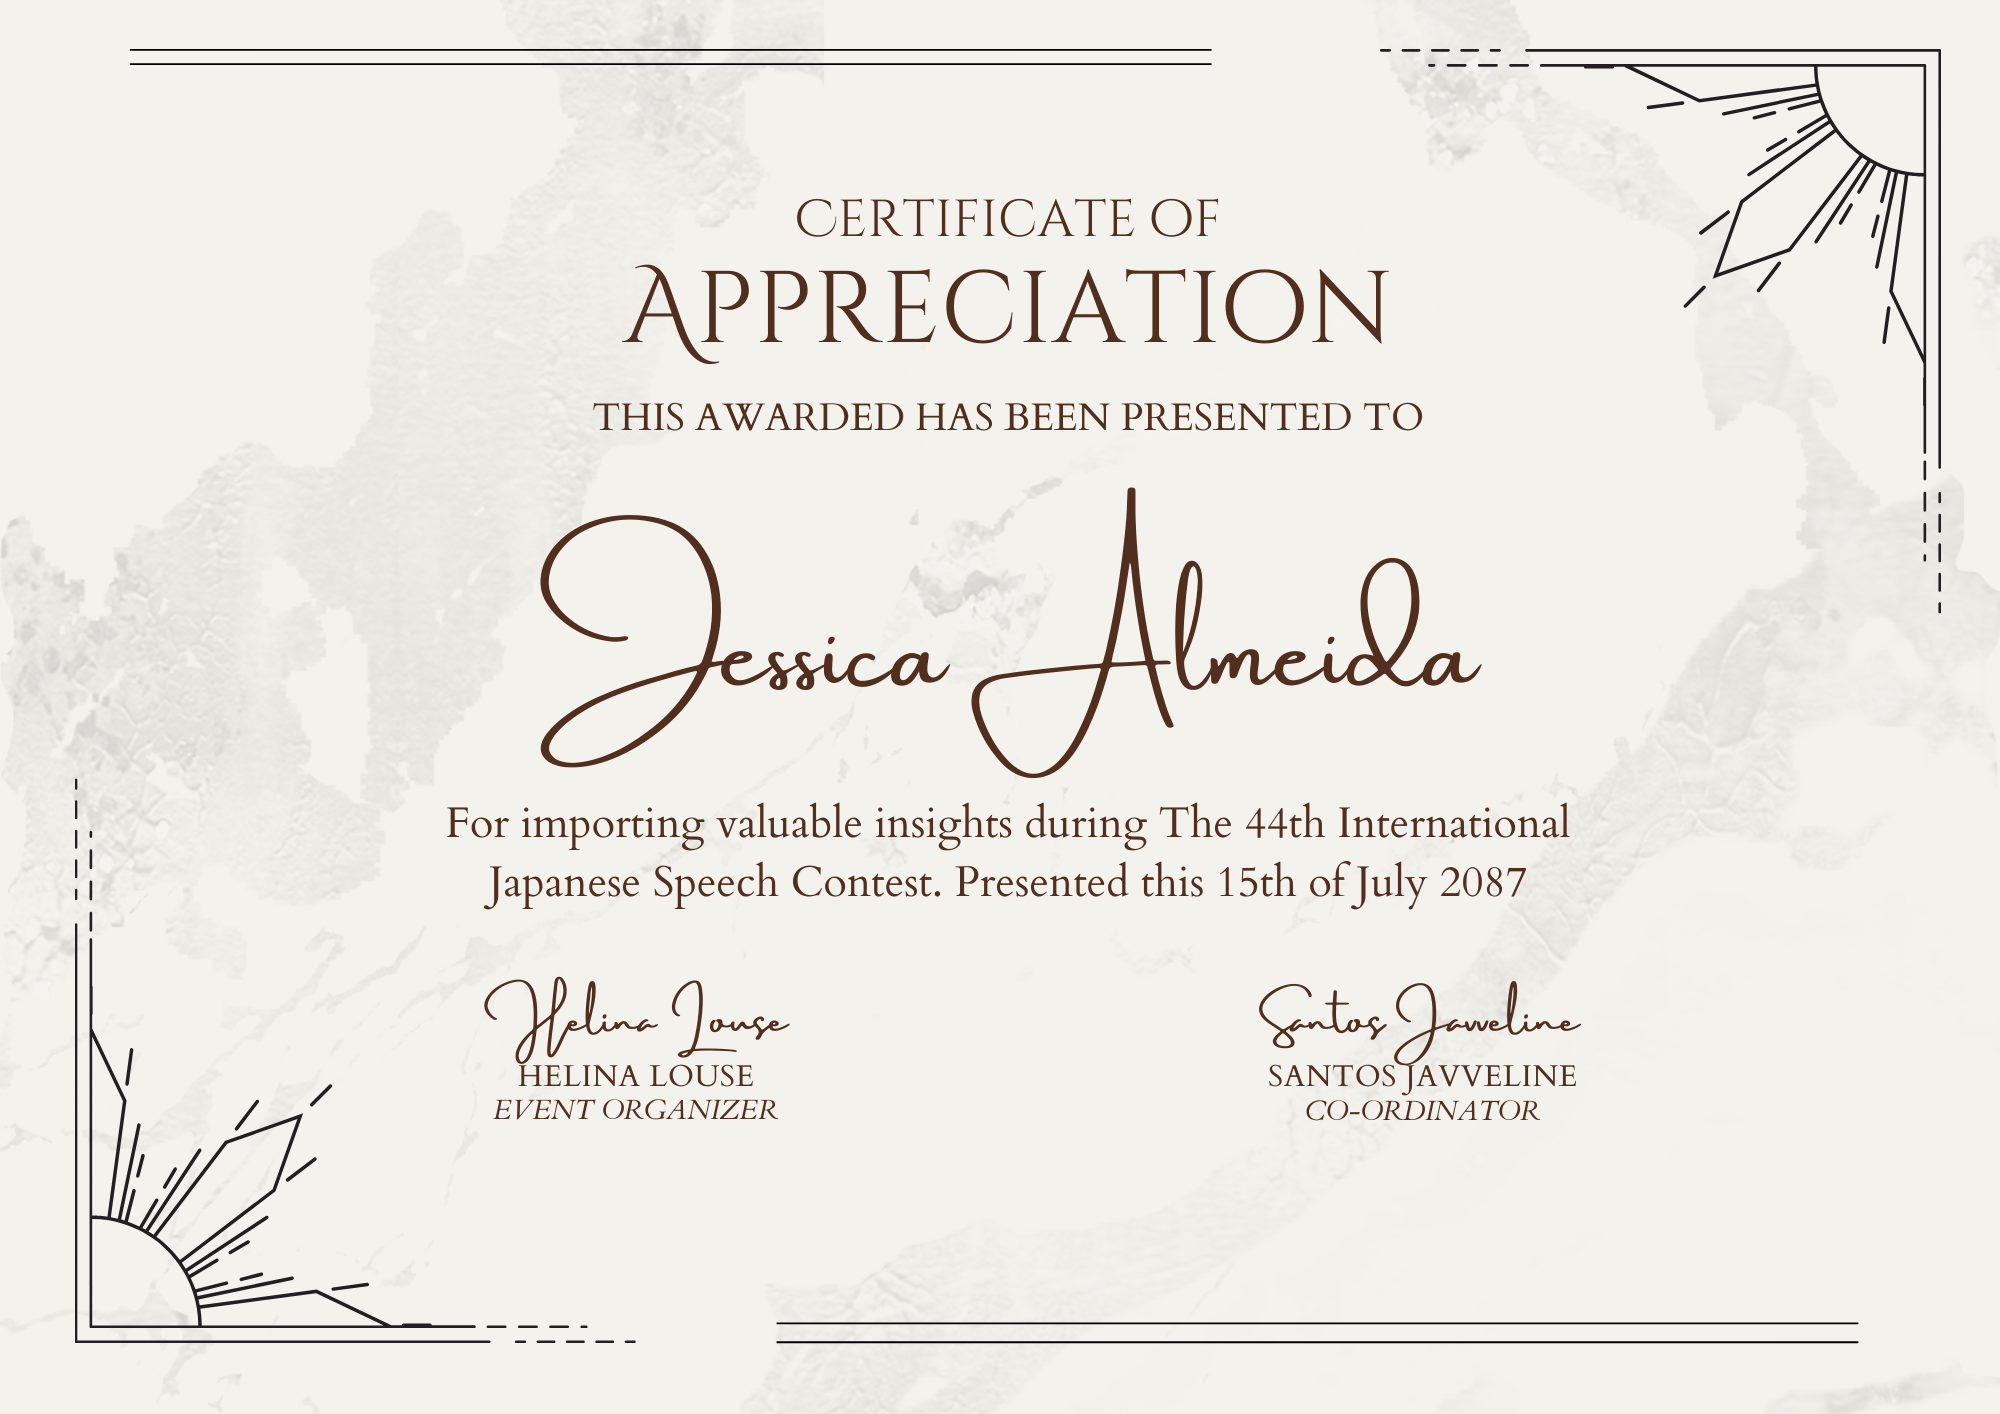 CERTIFICATE OF
APPRECIATION
THIS AWARDED HAS BEEN PRESENTED TO
Jessica Almeida
For importing valuable insights during The 44th International
Japanese Speech Contest. Presented this 15th of July 2087
Helina Louse
HELINA LOUSE
EVENT ORGANIZER
Santos Javveline
SANTOS JAVVELINE
CO-ORDINATOR